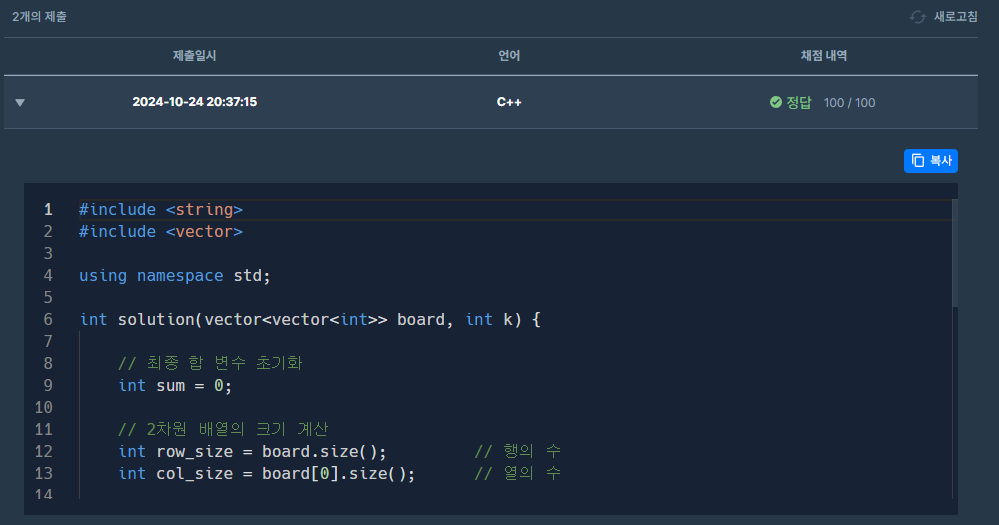 2개의 제출
새로고침
제출일시 언어 채점 내역
2024-10-24 20:37:15 C++ 정답 100 / 100
복사
1 #include <string>
2 #include <vector>
3
4 using namespace std;
5
6 int solution(vector<vector<int>> board, int k) {
7
8 // 최종 합 변수 초기화
9 int sum = 0;
10
11 // 2차원 배열의 크기 계산
12 int row_size = board.size(); // 행의 수
13 int col_size = board[0].size(); // 열의 수
14